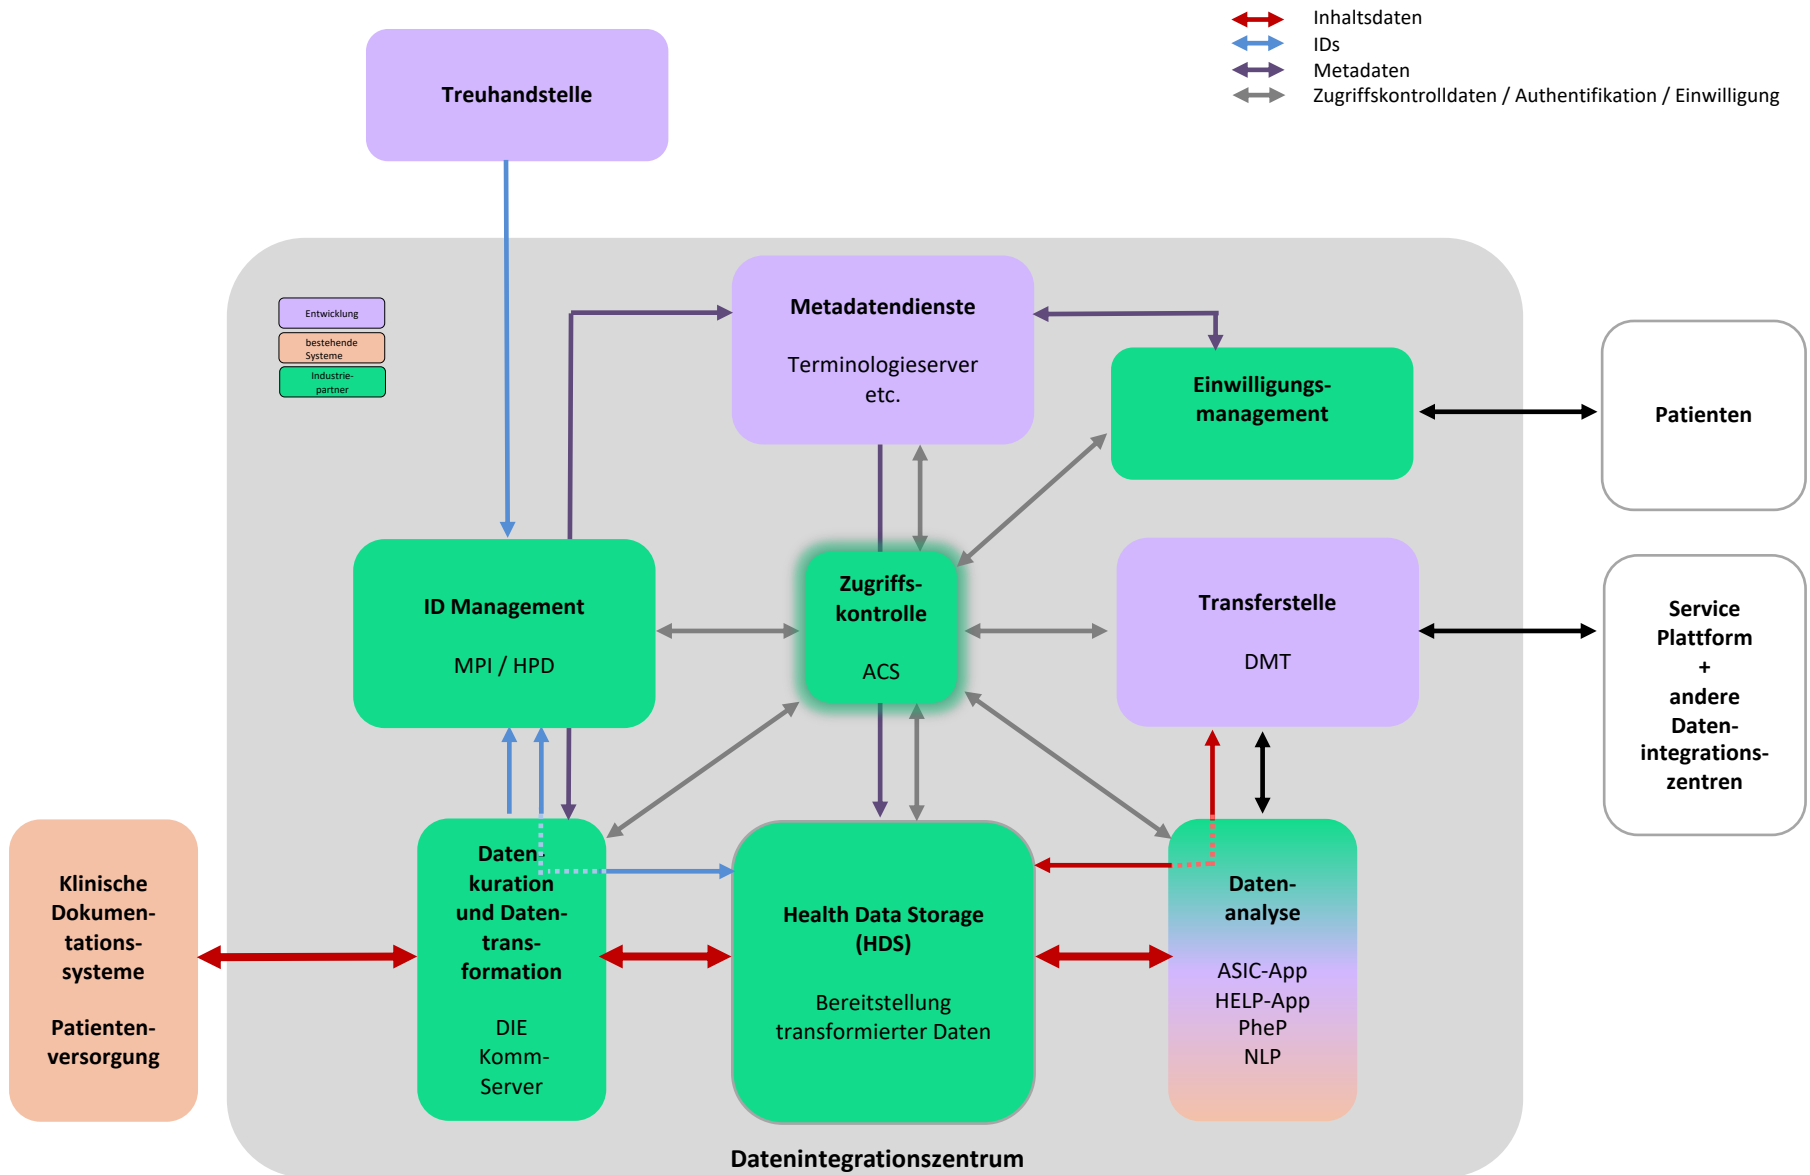 Inhaltsdaten
IDs
Metadaten
Zugriffskontrolldaten / Authentifikation / Einwilligung
Treuhandstelle
Entwicklung
bestehende
Systeme
Industrie-
partner
Metadatendienste
Terminologieserver
etc.
Einwilligungs-
management
Patienten
ID Management
MPI / HPD
Zugriffs-
kontrolle
ACS
Transferstelle
DMT
Service
Plattform
+
andere
Daten-
integrations-
zentren
Klinische
Dokumen-
tations-
systeme
Patienten-
versorgung
Daten-
kuration
und Daten-
trans-
formation
DIE
Komm-
Server
Health Data Storage
(HDS)
Bereitstellung
transformierter Daten
Daten-
analyse
ASIC-App
HELP-App
PheP
NLP
Datenintegrationszentrum